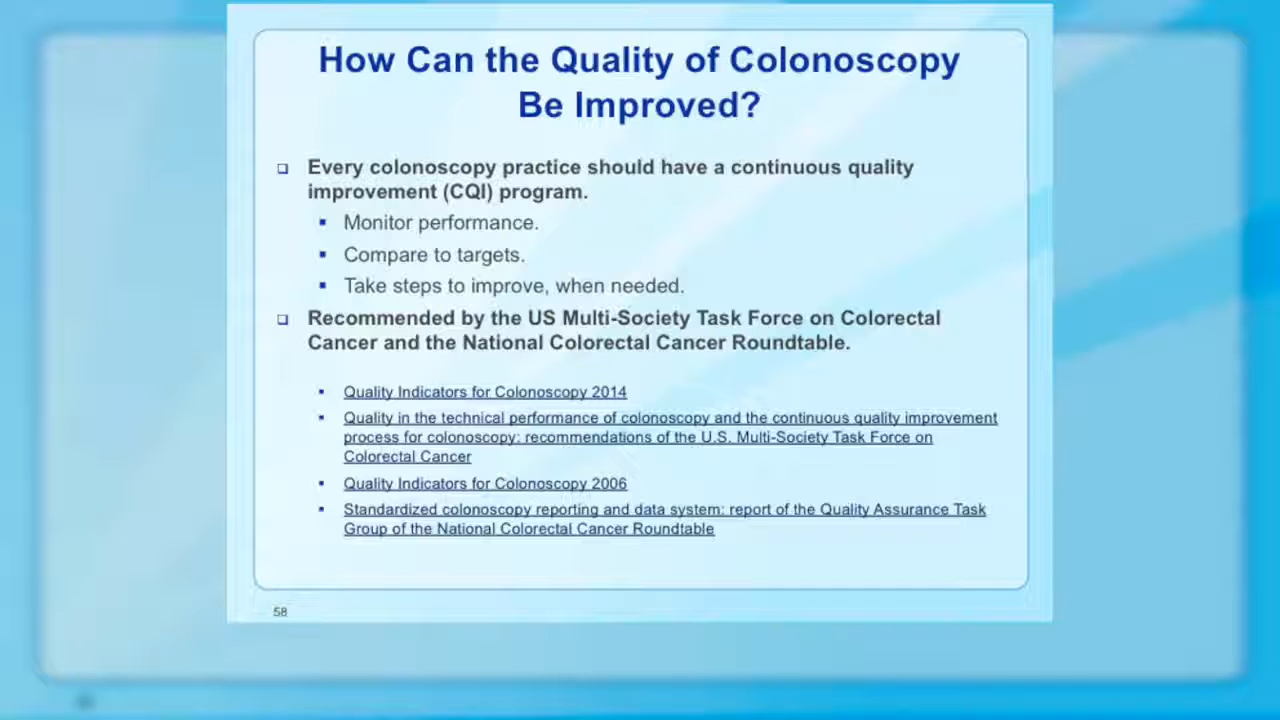 How Can the Quality of Colonoscopy
Be Improved?
Every colonoscopy practice should have a continuous quality
improvement (CQI) program.
Monitor performance.
Compare to targets.
Take steps to improve, when needed.
Recommended by the US Multi-Society Task Force on Colorectal
Cancer and the National Colorectal Cancer Roundtable.
Quality Indicators for Colonoscopy 2014
Quality in the technical performance of colonoscopy and the continuous quality improvement
process for colonoscopy: recommendations of the U.S. Multi-Society Task Force on
Colorectal Cancer
Quality Indicators for Colonoscopy 2006
Standardized colonoscopy reporting and data system: report of the Quality Assurance Task
Group of the National Colorectal Cancer Roundtable
58